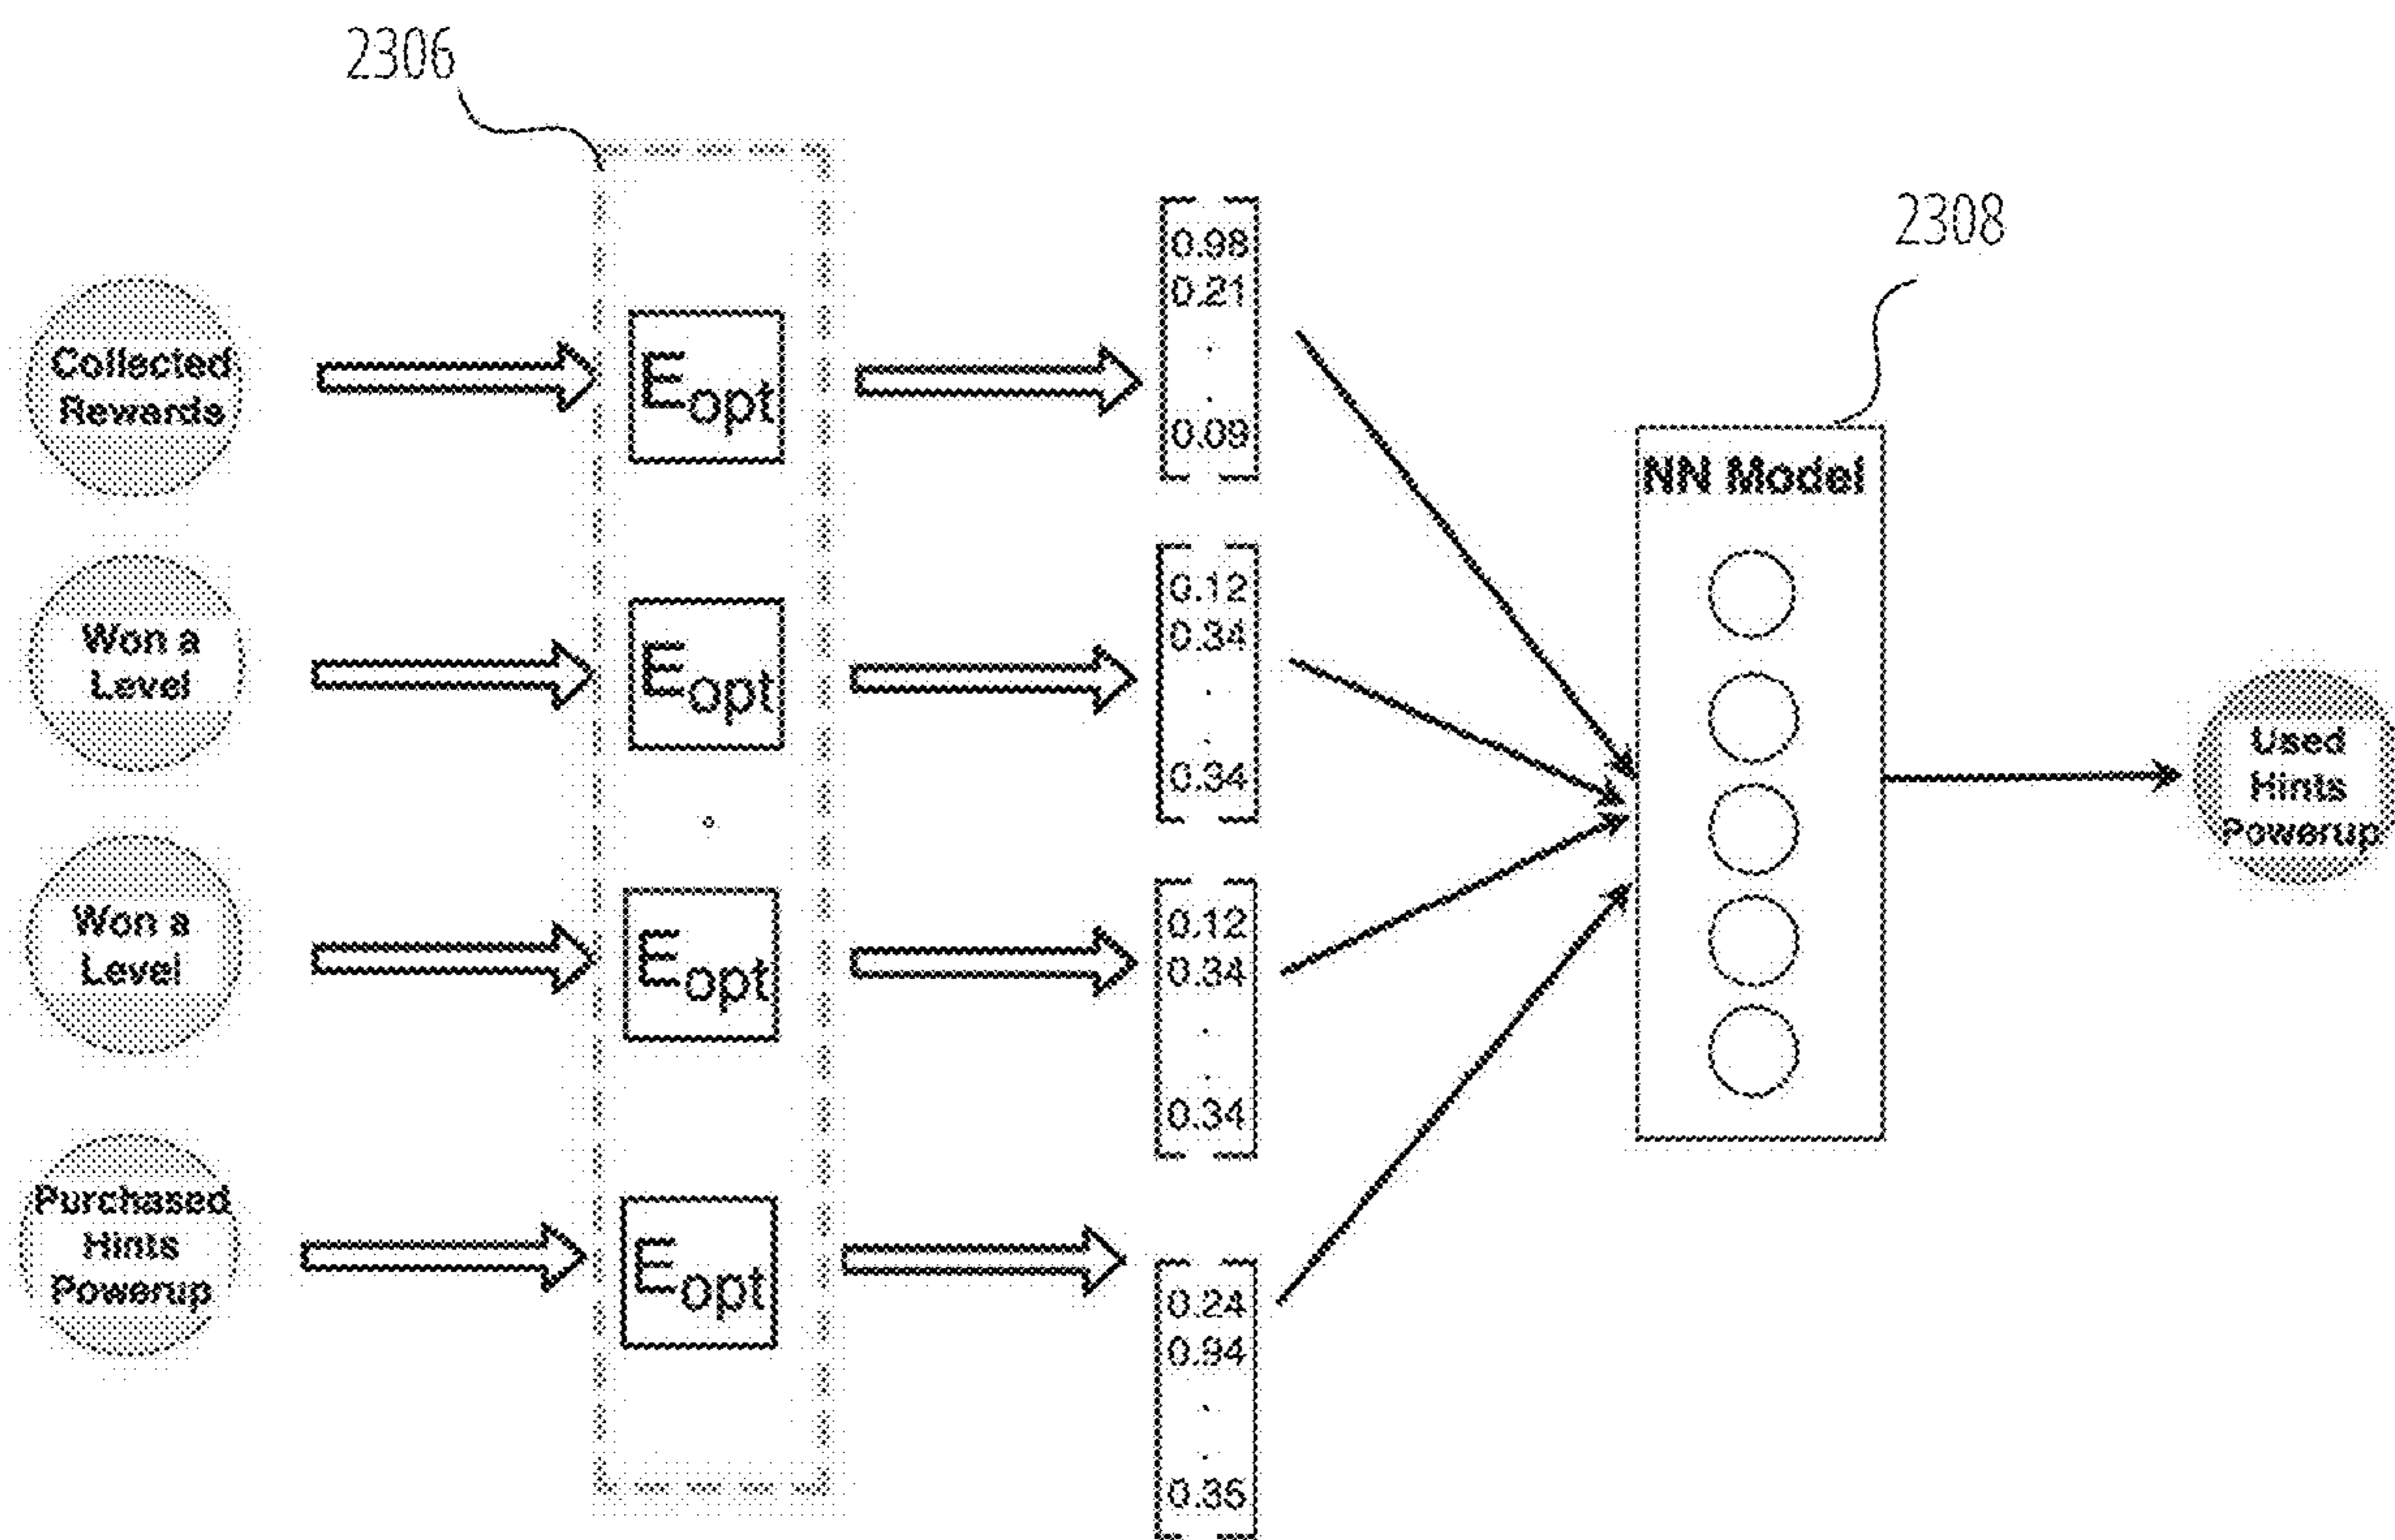 2306
2308
Collected
Rewards
Eopt
0.98
0.21
.
.
0.09
NN Model
Won a
Level
Eopt
0.12
0.34
.
.
0.34
Used
Hints
Powerup
Won a
Level
Eopt
0.12
0.34
.
.
0.34
Purchased
Hints
Powerup
Eopt
0.24
0.94
.
.
0.35